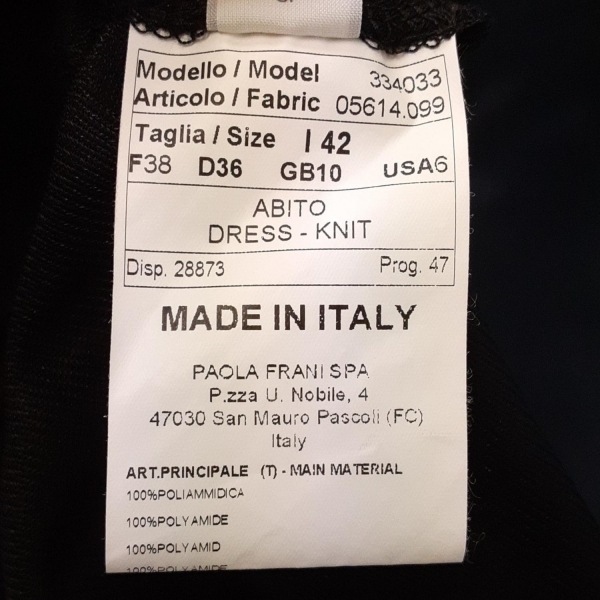 Modello / Model 334033
Articolo / Fabric 05614.099
Taglia / Size I 42
F38 D36 GB10 USA6
ABITO
DRESS - KNIT
Disp. 28873 Prog. 47
MADE IN ITALY
PAOLA FRANI SPA
P.zza U. Nobile, 4
47030 San Mauro Pascoli (FC)
Italy
ART.PRINCIPALE (T) - MAIN MATERIAL
100%POLIAMMIDICA
100%POLYAMIDE
100%POLYAMID
100%POLYAMIDE